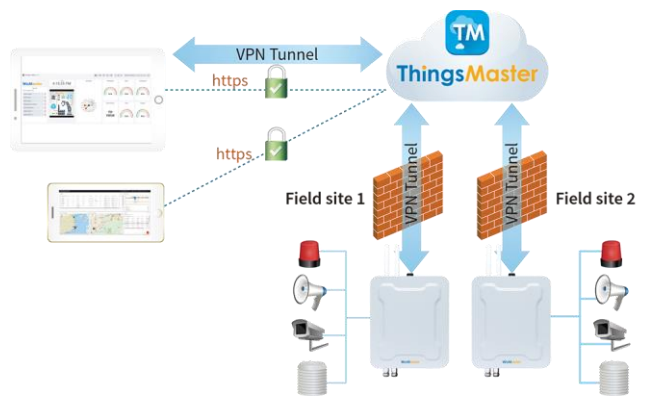 VPN Tunnel
https
https
TM
ThingsMaster
VPN Tunnel
VPN Tunnel
Field site 1
Field site 2